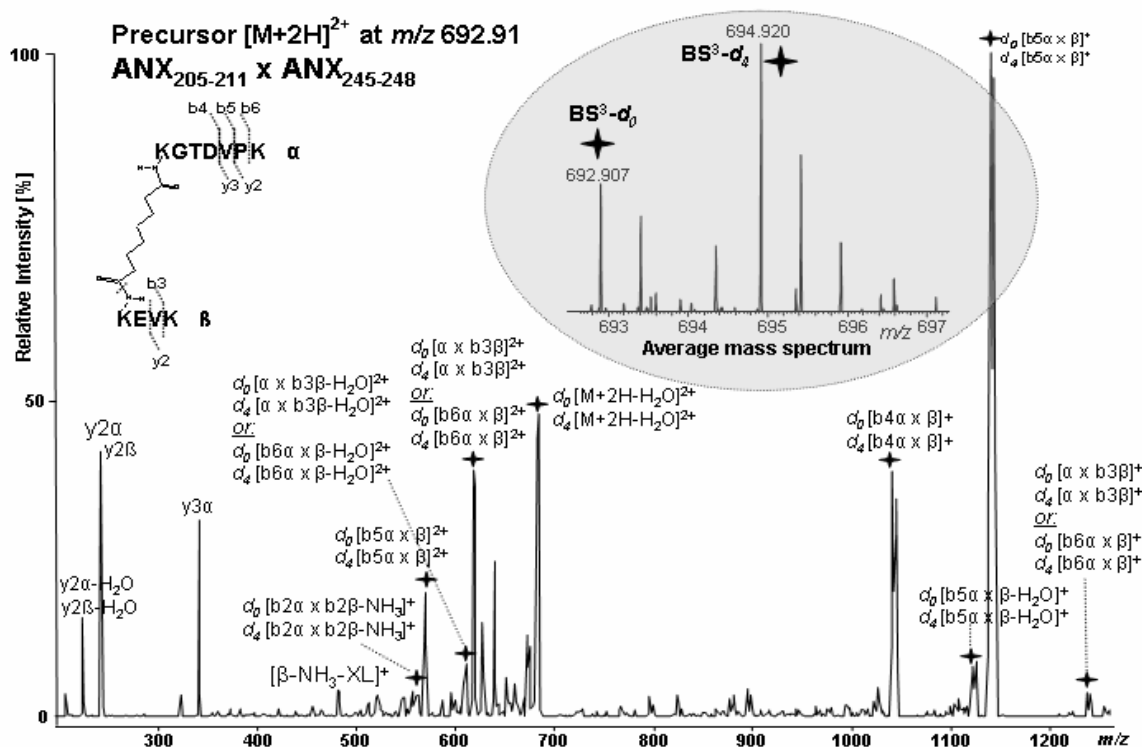 Precursor [M+2H]2+ at m/z 692.91
ANX205-211 x ANX245-248
b4 b5 b6
KGTDVPK α
y3 y2
b3
KEVK ß
y2
694.920
BS3-d4
BS3-d0
692.907
693 694 695 696 m/z 697
Average mass spectrum
d0 [b5α x β]+
d4 [b5α x β]+
Relative Intensity [%]
100
50
0
y2α
y2ß
y2α-H2O
y2ß-H2O
y3α
d0 [α x b3β-H2O]2+
d4 [α x b3β-H2O]2+
or:
d0 [b6α x β-H2O]2+
d4 [b6α x β-H2O]2+
d0 [b5α x β]2+
d4 [b5α x β]2+
d0 [b2α x b2β-NH3]+
d4 [b2α x b2β-NH3]+
[β-NH3-XL]+
d0 [α x b3β]2+
d4 [α x b3β]2+
or:
d0 [b6α x β]2+
d4 [b6α x β]2+
d0 [M+2H-H2O]2+
d4 [M+2H-H2O]2+
d0 [b4α x β]+
d4 [b4α x β]+
d0 [b5α x β-H2O]+
d4 [b5α x β-H2O]+
d0 [α x b3β]+
d4 [α x b3β]+
or:
d0 [b6α x β]+
d4 [b6α x β]+
300 400 500 600 700 800 900 1000 1100 1200 m/z